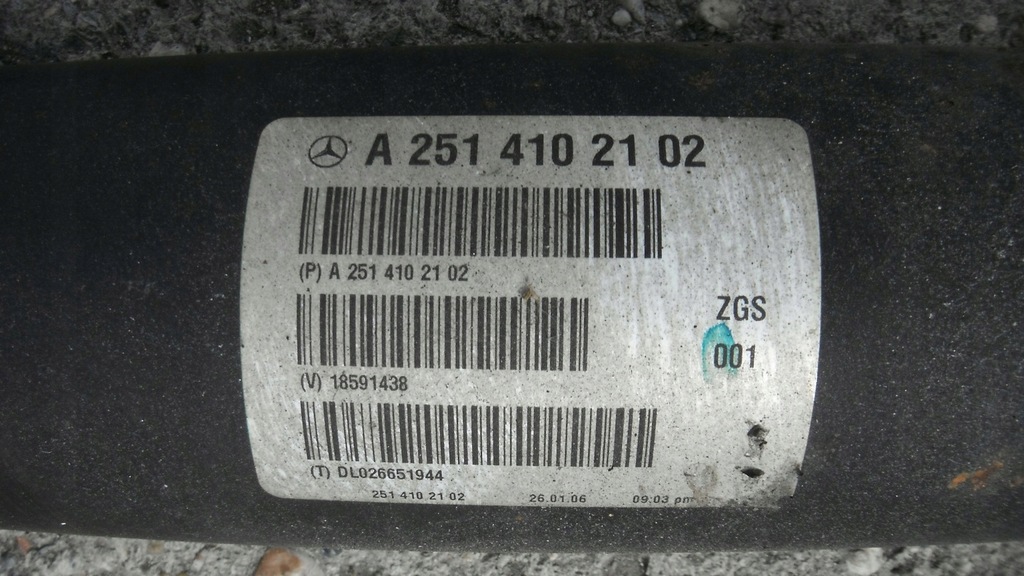 A 251 410 21 02
(P) A 251 410 21 02
ZGS
001
(V) 18591438
(T) DL026651944
251 410 21 02 26.01.06 09:03 pm